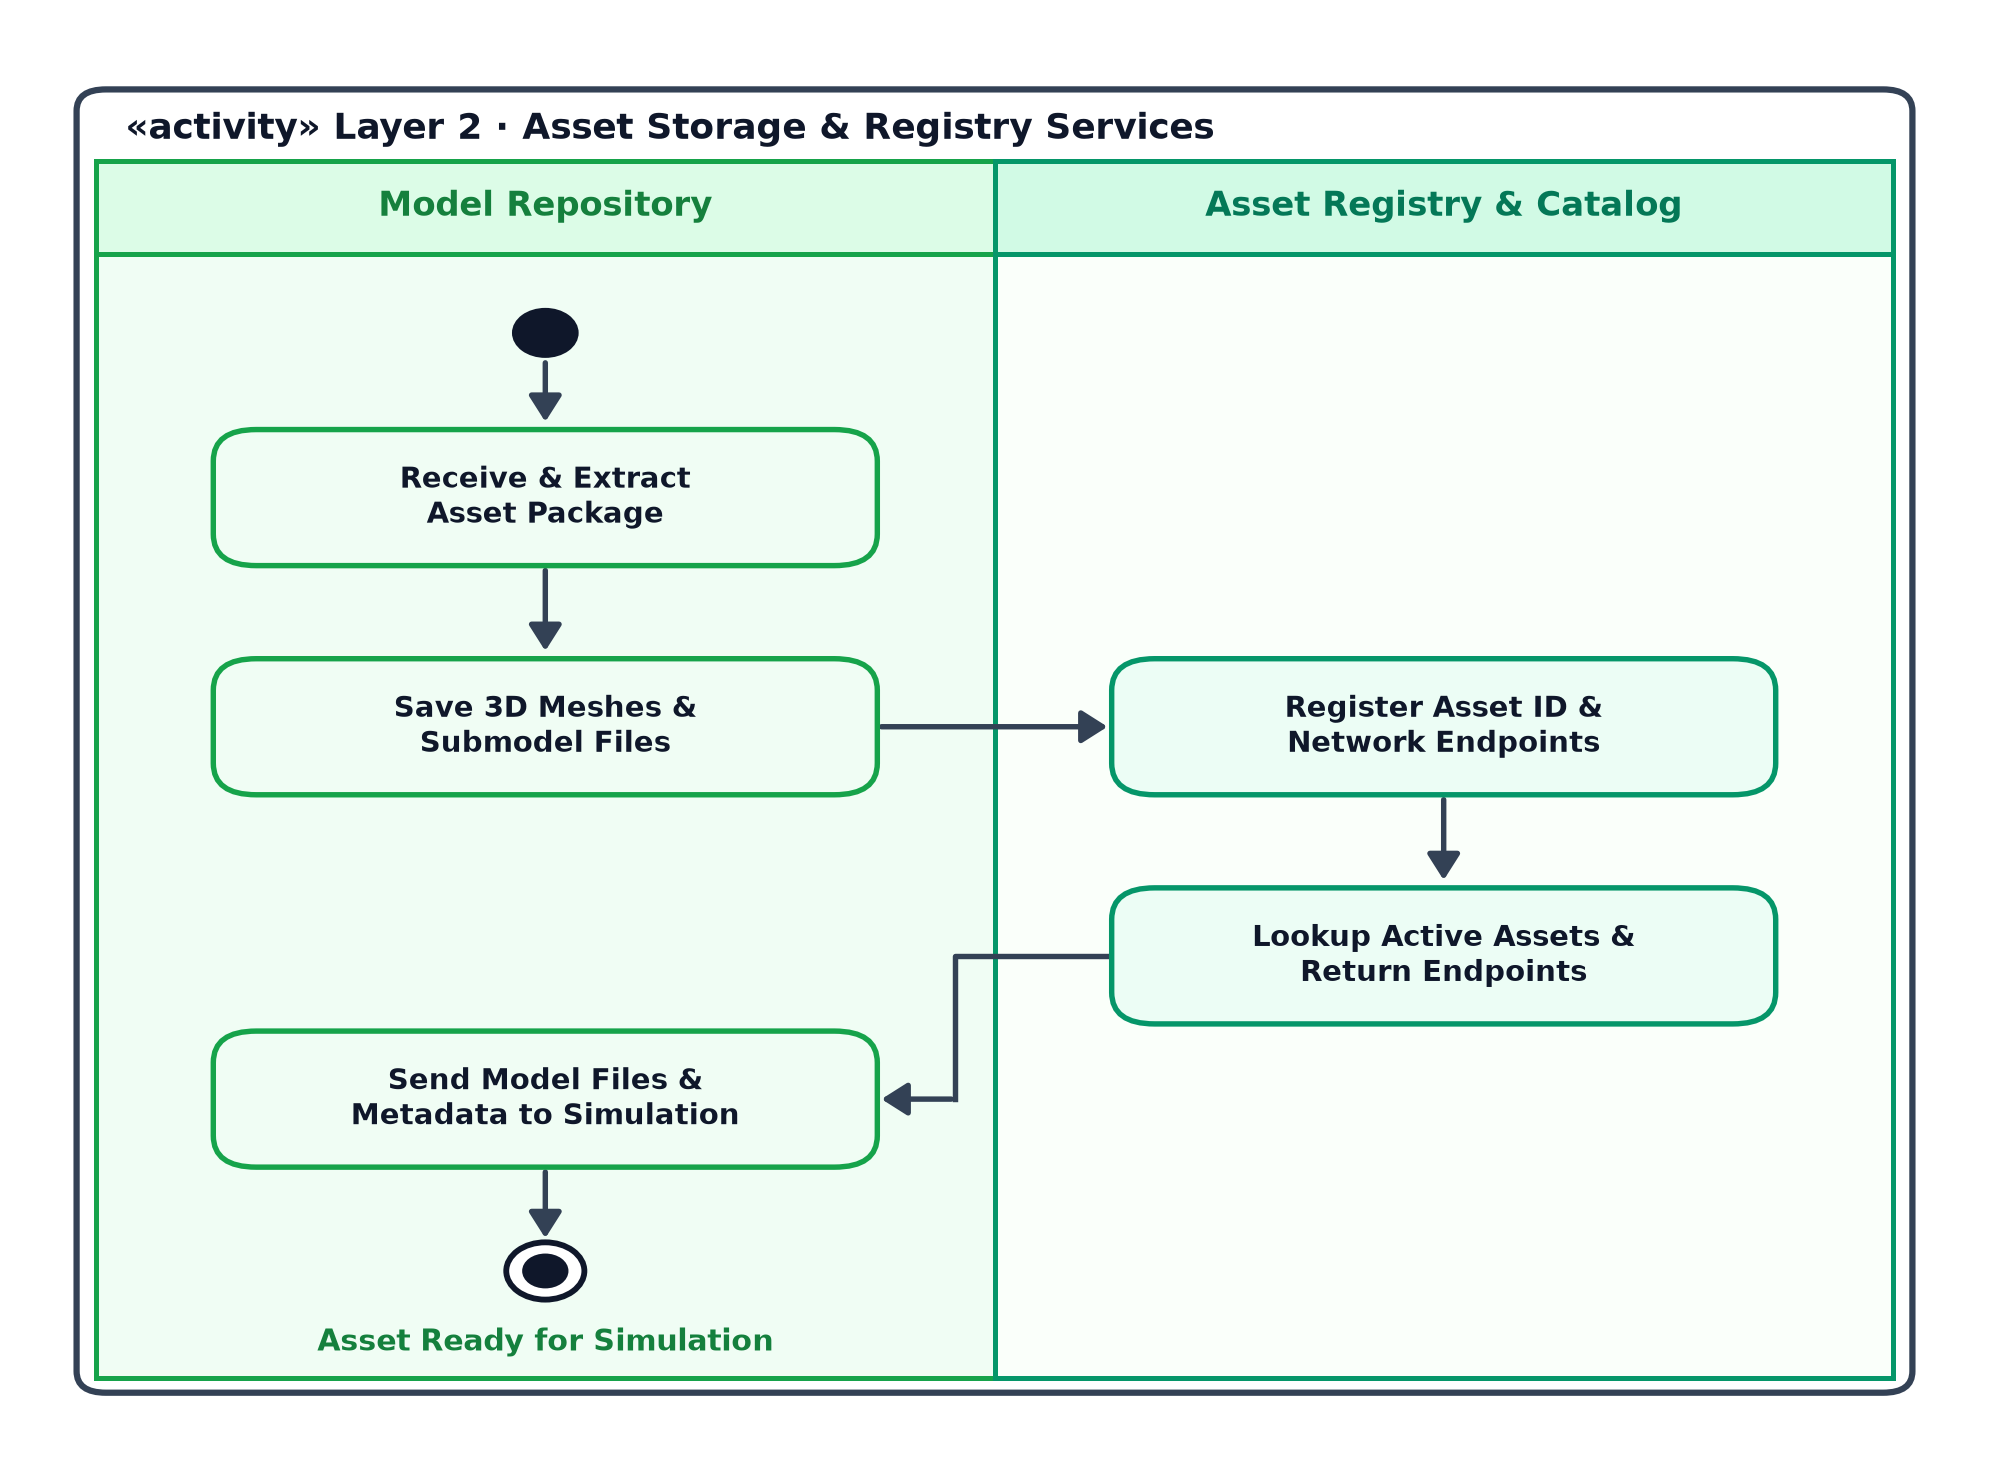 «activity» Layer 2 · Asset Storage & Registry Services
Model Repository
Asset Registry & Catalog
Receive & Extract
Asset Package
Save 3D Meshes &
Submodel Files
Register Asset ID &
Network Endpoints
Lookup Active Assets &
Return Endpoints
Send Model Files &
Metadata to Simulation
Asset Ready for Simulation